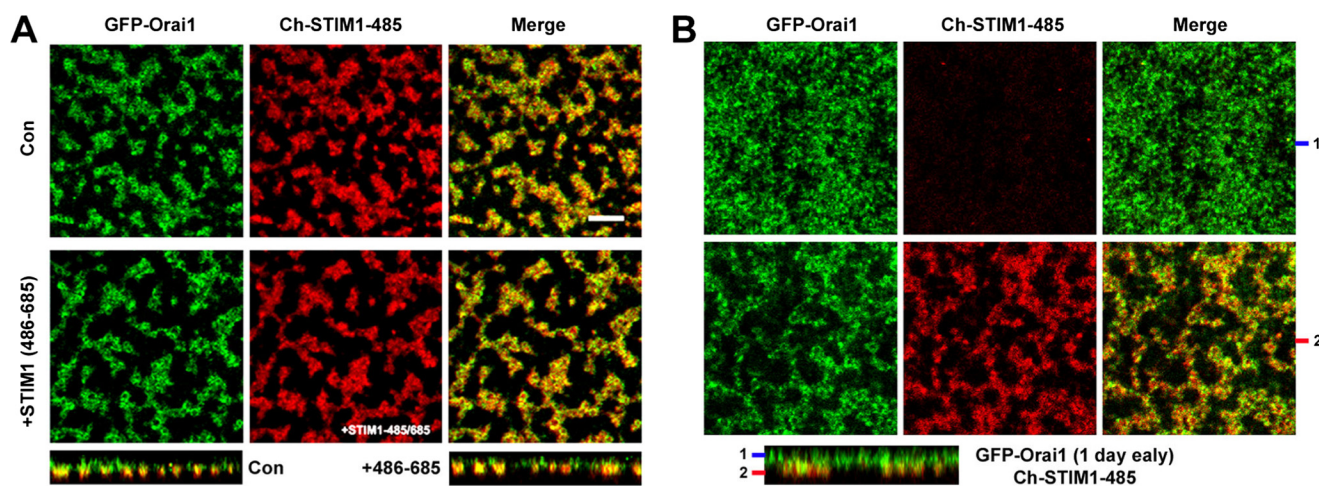 A
GFP-Orai1
Ch-STIM1-485
Merge
Con
+STIM1 (486-685)
+STIM1-485/685
Con
+486-685
B
GFP-Orai1
Ch-STIM1-485
Merge
1
2
1
2
GFP-Orai1 (1 day ealy)
Ch-STIM1-485